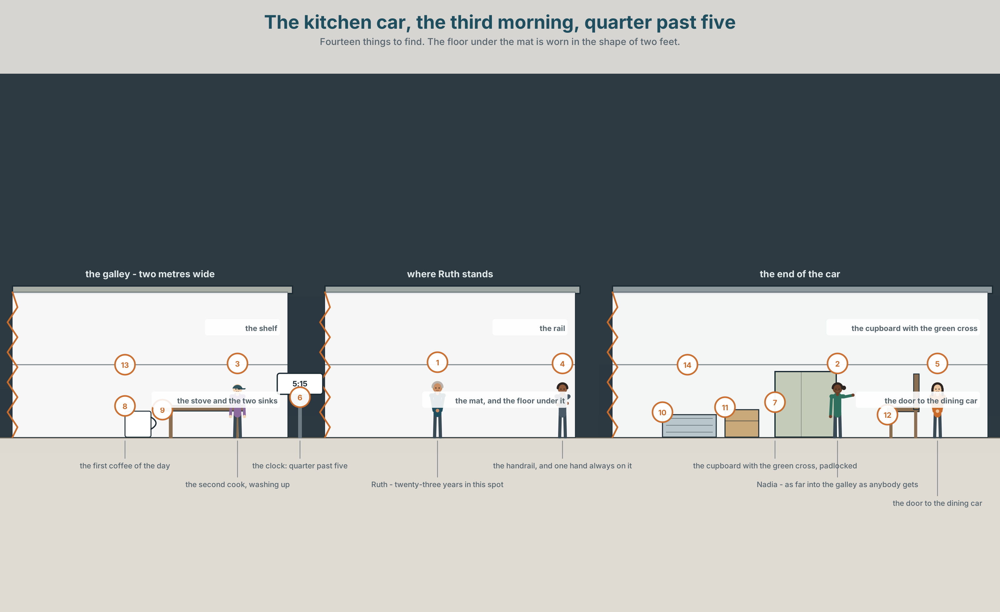 The kitchen car, the third morning, quarter past five
Fourteen things to find. The floor under the mat is worn in the shape of two feet.
the galley - two metres wide
where Ruth stands
the end of the car
the shelf
the rail
the cupboard with the green cross
13
3
1
4
14
2
5
5:15
6
the stove and the two sinks
the mat, and the floor under it
the door to the dining car
8
9
10
11
7
12
the first coffee of the day
the clock: quarter past five
the handrail, and one hand always on it
the cupboard with the green cross, padlocked
the second cook, washing up
Ruth - twenty-three years in this spot
Nadia - as far into the galley as anybody gets
the door to the dining car